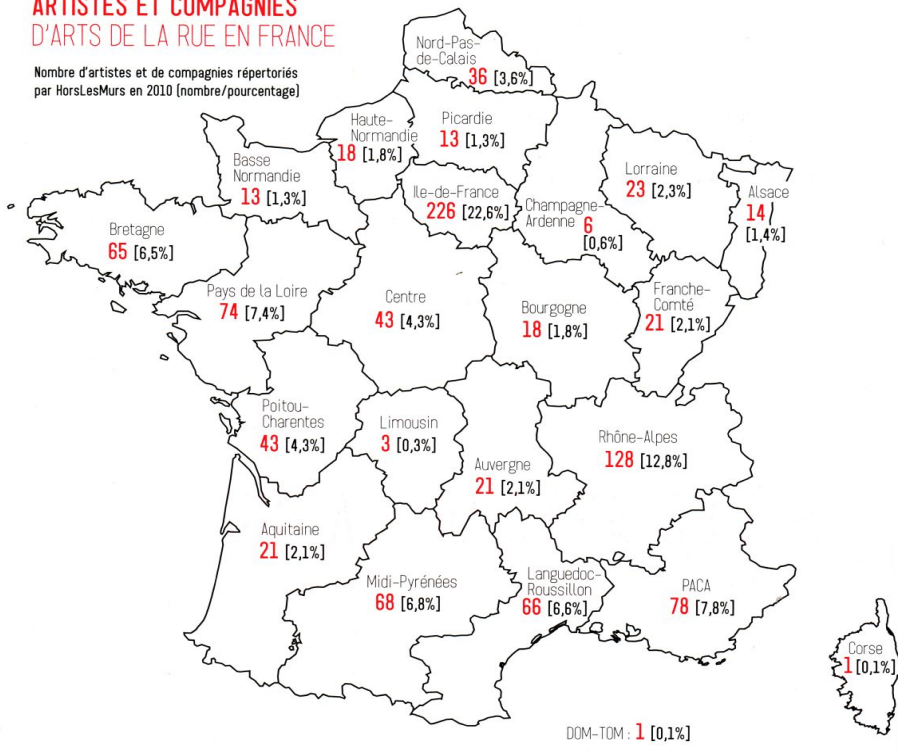 ARTISTES ET COMPAGNIES
D'ARTS DE LA RUE EN FRANCE
Nombre d'artistes et de compagnies répertoriés
par HorsLesMurs en 2010 (nombre/pourcentage)
Nord-Pas-
de-Calais
36 [3,6%]
Haute-
Normandie
18 [1,8%]
Picardie
13 [1,3%]
Basse
Normandie
13 [1,3%]
Ile-de-France
226 [22,6%]
Champagne-
Ardenne 6
[0,6%]
Lorraine
23 [2,3%]
Alsace
14
[1,4%]
Bretagne
65 [6,5%]
Pays de la Loire
74 [7,4%]
Centre
43 [4,3%]
Bourgogne
18 [1,8%]
Franche-
Comté
21 [2,1%]
Poitou-
Charentes
43 [4,3%]
Limousin
3 [0,3%]
Auvergne
21 [2,1%]
Rhône-Alpes
128 [12,8%]
Aquitaine
21 [2,1%]
Midi-Pyrénées
68 [6,8%]
Languedoc-
Roussillon
66 [6,6%]
PACA
78 [7,8%]
Corse
1 [0,1%]
DOM-TOM : 1 [0,1%]